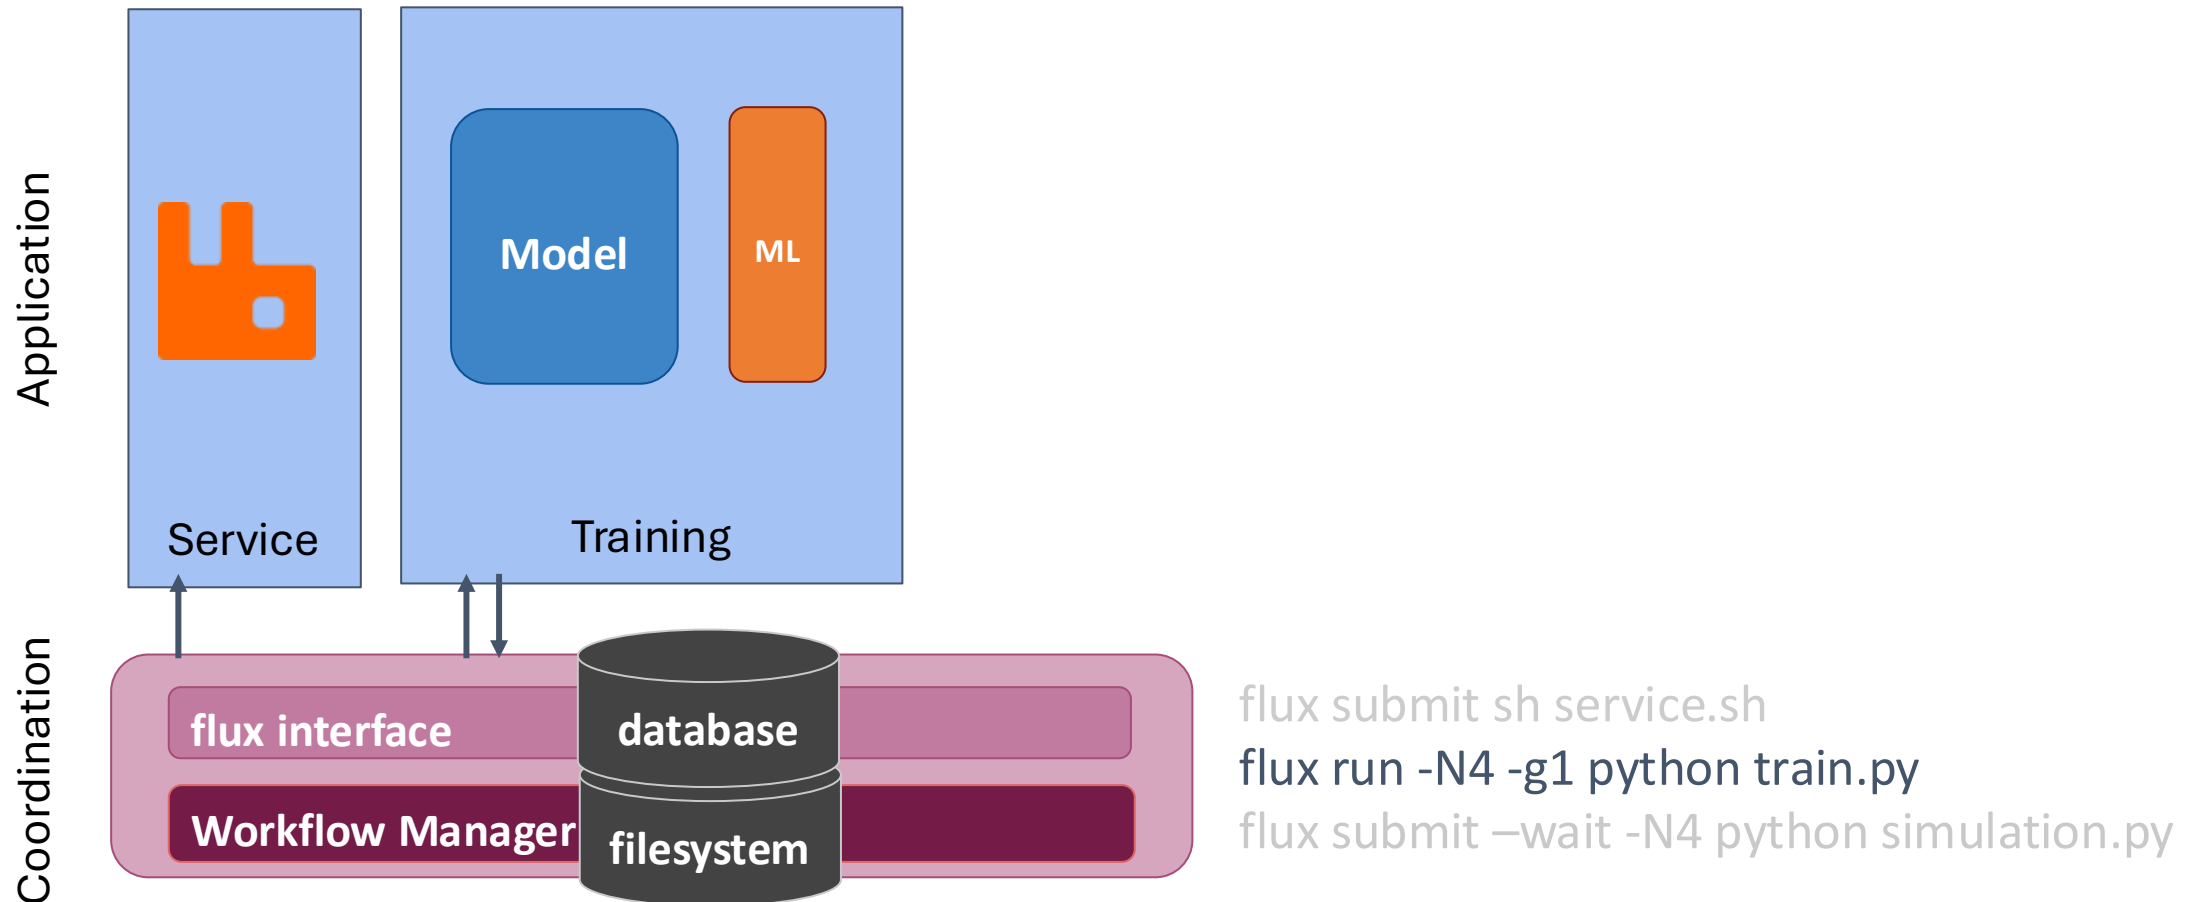 Application
Model
ML
Service
Training
Coordination
flux interface
database
Workflow Manager
filesystem
flux submit sh service.sh
flux run -N4 -g1 python train.py
flux submit –wait -N4 python simulation.py